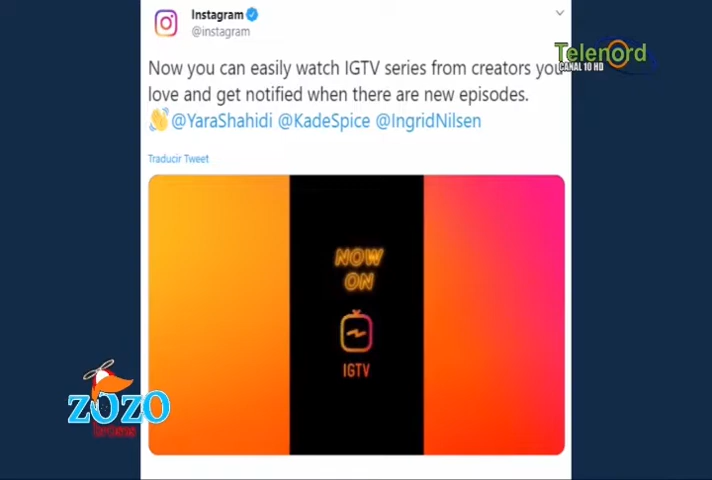 Instagram
@instagram
Telenord
CANAL 10 HD
Now you can easily watch IGTV series from creators you
love and get notified when there are new episodes.
👋@YaraShahidi @KadeSpice @IngridNilsen
Traducir Tweet
NOW
ON
IGTV
ZOZO